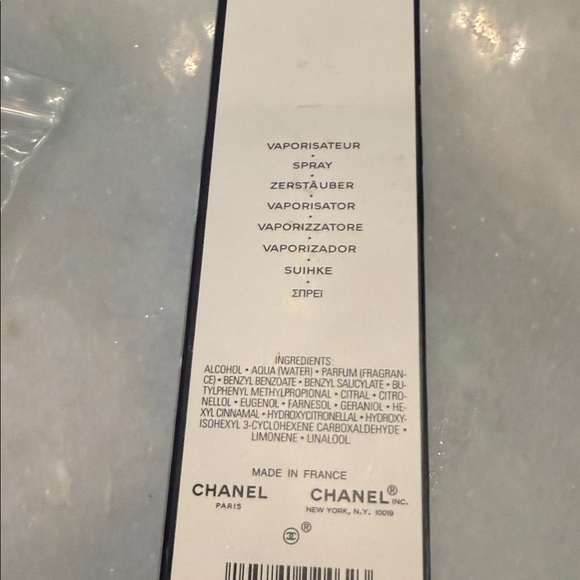 VAPORISATEUR
•
SPRAY
•
ZERSTÄUBER
•
VAPORISATOR
•
VAPORIZZATORE
•
VAPORIZADOR
•
SUIHKE
•
ΣΠΡΕΪ
INGREDIENTS:
ALCOHOL • AQUA (WATER) • PARFUM (FRAGRAN-
CE) • BENZYL BENZOATE • BENZYL SALICYLATE • BU-
TYLPHENYL METHYLPROPIONAL • CITRAL • CITRO-
NELLOL • EUGENOL • FARNESOL • GERANIOL • HE-
XYL CINNAMAL • HYDROXYCITRONELLAL • HYDROXY-
ISOHEXYL 3-CYCLOHEXENE CARBOXALDEHYDE •
LIMONENE • LINALOOL.
MADE IN FRANCE
CHANEL CHANEL® INC.
PARIS NEW YORK, N.Y. 10019
®